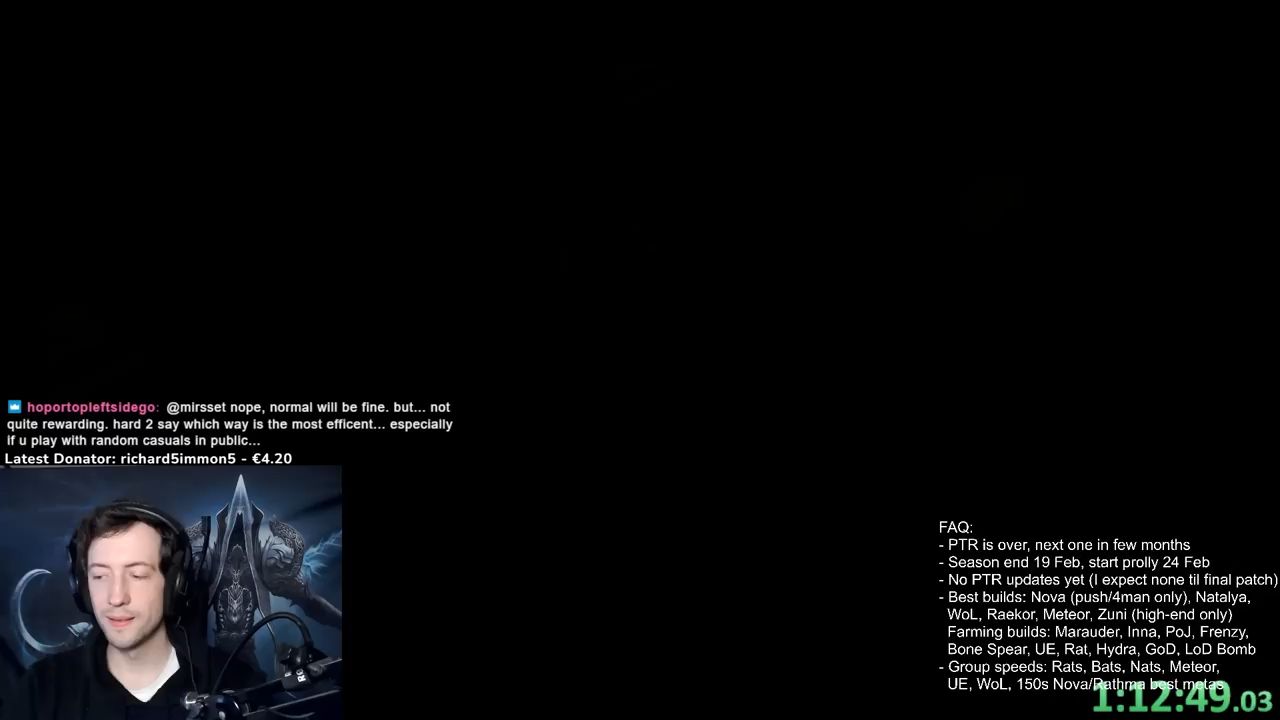 hoportopleftsidego: @mirsset nope, normal will be fine. but... not
quite rewarding. hard 2 say which way is the most efficent... especially
if u play with random casuals in public...
Latest Donator: richard5immon5 - €4.20
FAQ:
- PTR is over, next one in few months
- Season end 19 Feb, start prolly 24 Feb
- No PTR updates yet (I expect none til final patch)
- Best builds: Nova (push/4man only), Natalya,
WoL, Raekor, Meteor, Zuni (high-end only)
Farming builds: Marauder, Inna, PoJ, Frenzy,
Bone Spear, UE, Rat, Hydra, GoD, LoD Bomb
- Group speeds: Rats, Bats, Nats, Meteor,
UE, WoL, 150s Nova/Rathma best metas
1:12:49.03